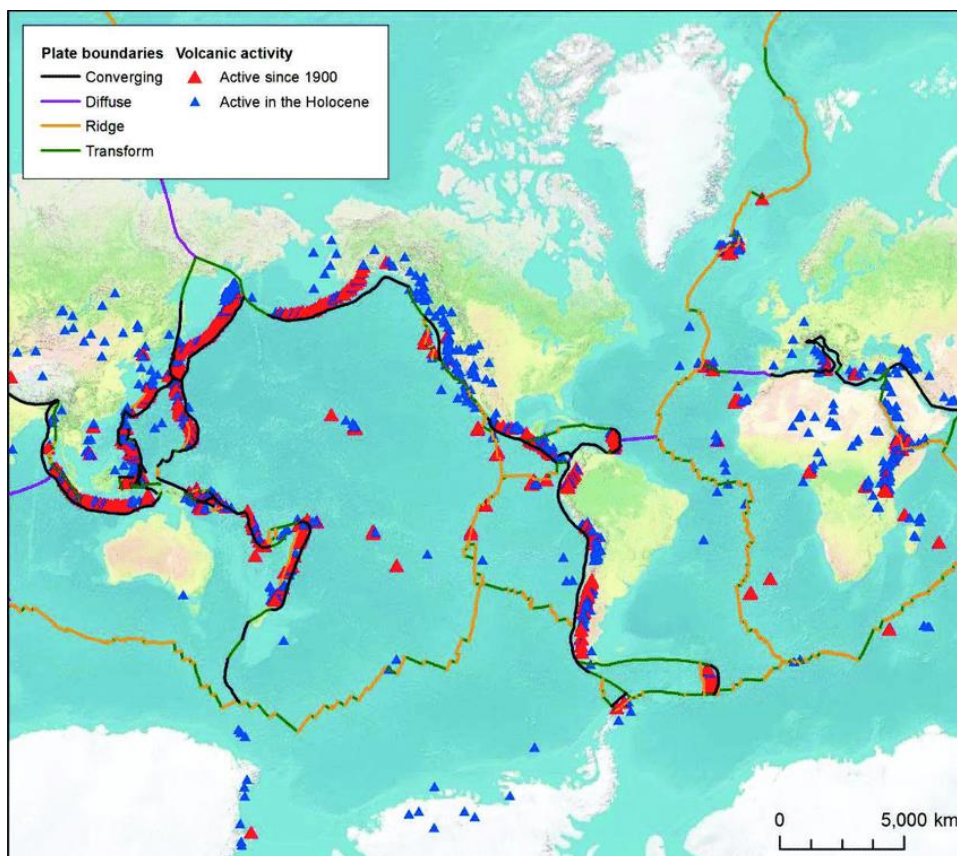 Plate boundaries Volcanic activity
Converging Active since 1900
Diffuse Active in the Holocene
Ridge
Transform
0 5,000 km